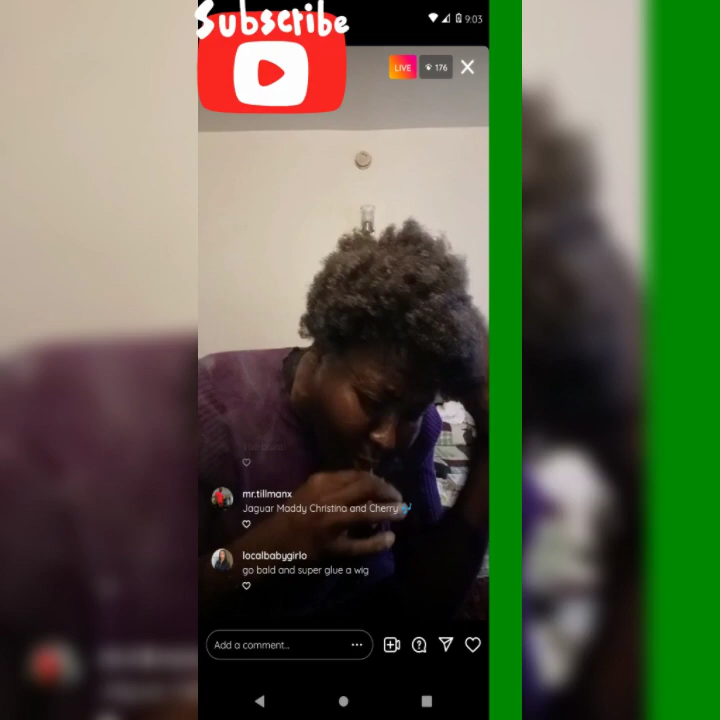 Subscribe
9:03
LIVE
176
mr.tillmanx
Jaguar Maddy Christina and Cherry
localbabygirlo
go bald and super glue a wig
Add a comment...